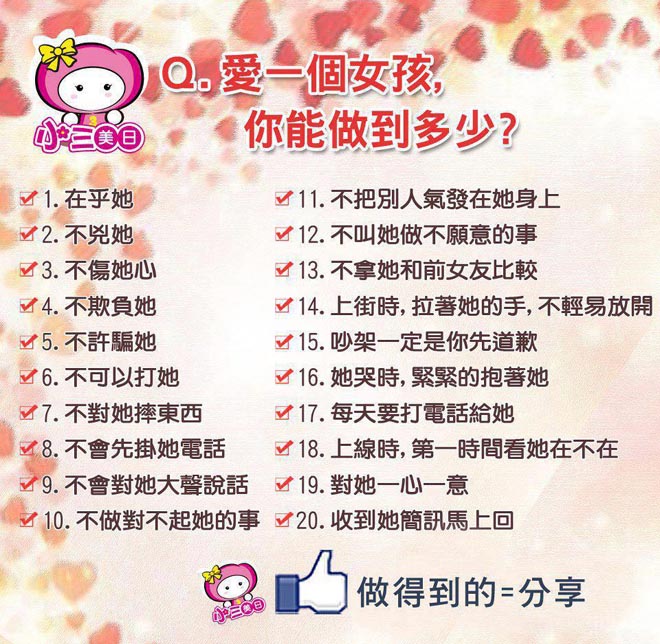 Q.愛一個女孩,
你能做到多少?
小三美日
1.在乎她
2.不兇她
3.不傷她心
4.不欺負她
5.不許騙她
6.不可以打她
7.不對她摔東西
8.不會先掛她電話
9.不會對她大聲說話
10.不做對不起她的事
11.不把別人氣發在她身上
12.不叫她做不願意的事
13.不拿她和前女友比較
14.上街時,拉著她的手,不輕易放開
15.吵架一定是你先道歉
16.她哭時,緊緊的抱著她
17.每天要打電話給她
18.上線時,第一時間看她在不在
19.對她一心一意
20.收到她簡訊馬上回
小三美日
做得到的=分享